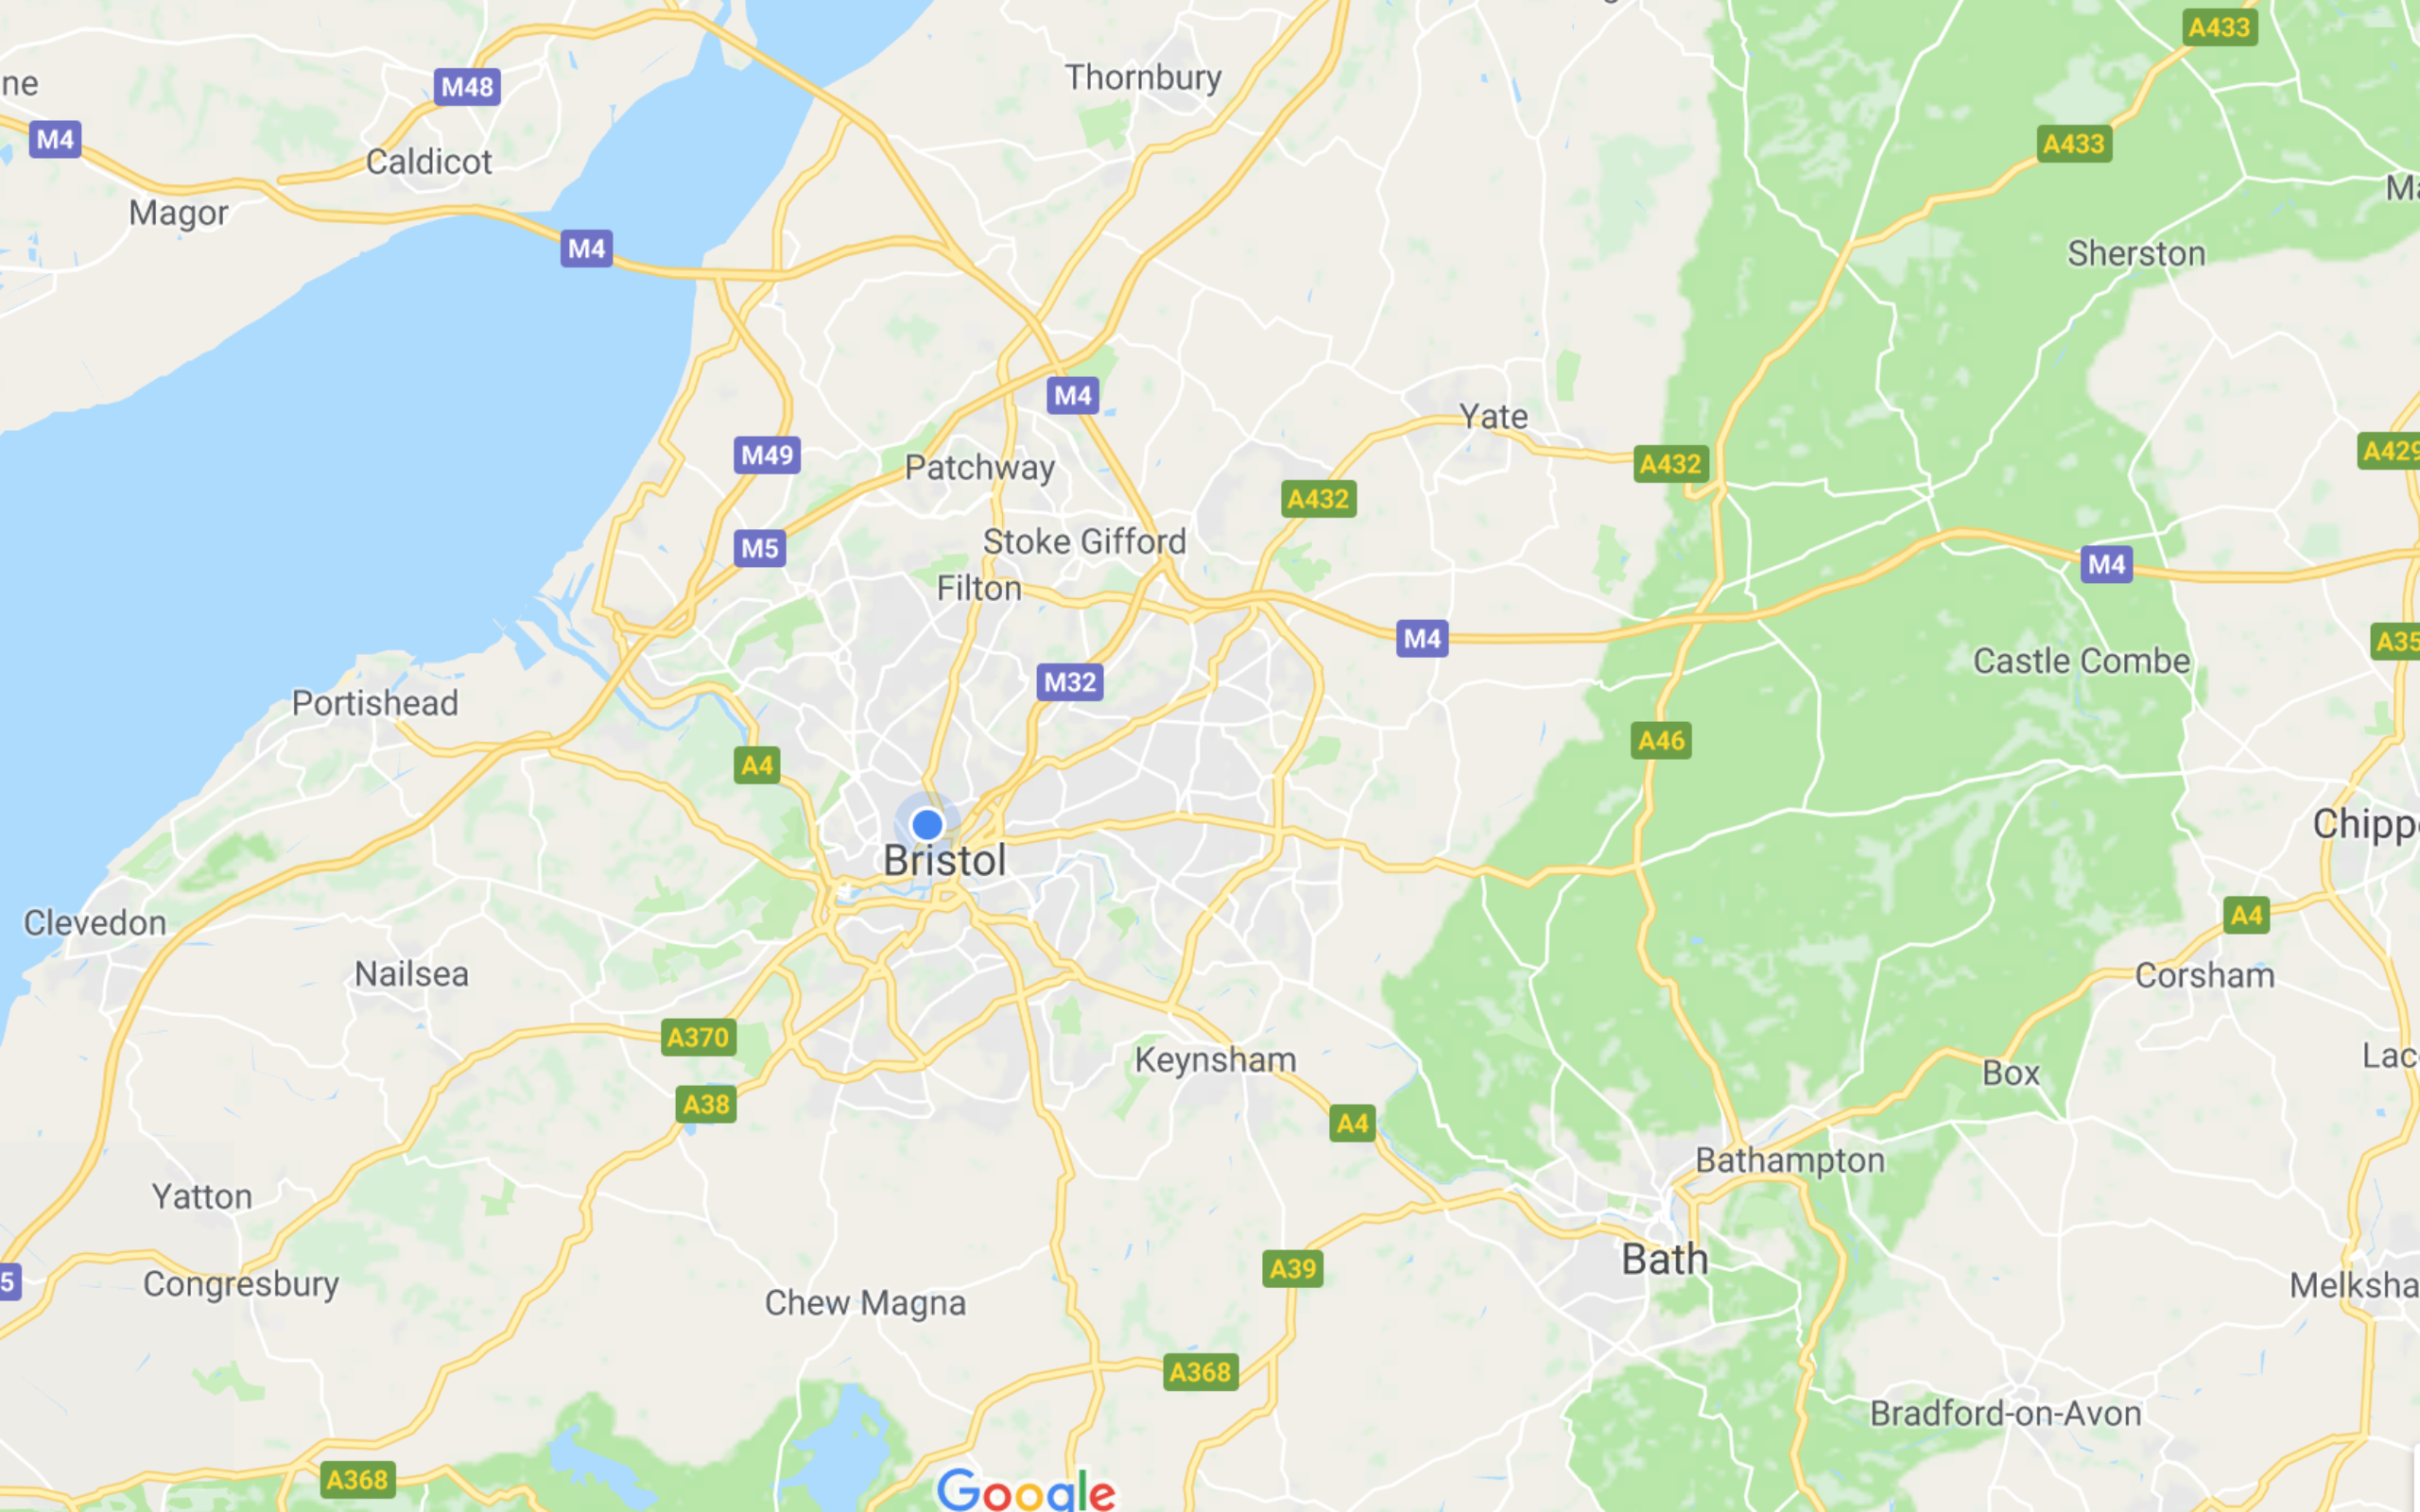 A433
Thornbury
ne
M48
M4
A433
Caldicot
Ma
Magor
M4
Sherston
M4
Yate
A429
M49
Patchway
A432
A432
Stoke Gifford
M5
M4
Filton
M4
A35
Castle Combe
M32
Portishead
A46
A4
Chipp
Bristol
A4
Clevedon
Nailsea
Corsham
A370
Keynsham
Lac
Box
A38
A4
Bathampton
Yatton
Bath
A39
5
Congresbury
Melksha
Chew Magna
A368
Bradford-on-Avon
A368
Google